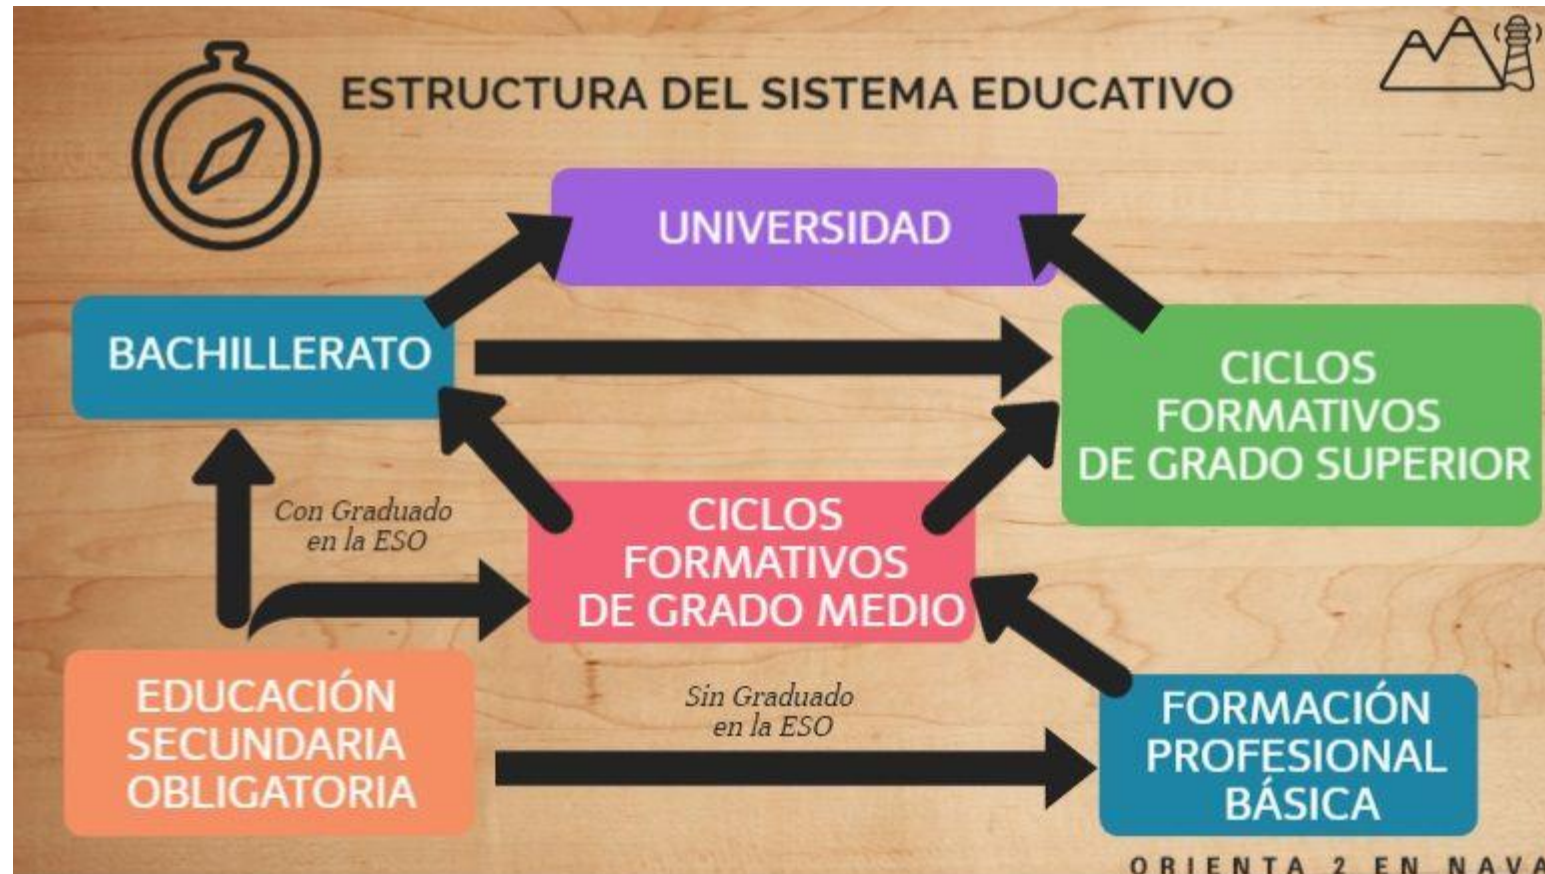 ESTRUCTURA DEL SISTEMA EDUCATIVO
UNIVERSIDAD
BACHILLERATO
CICLOS
FORMATIVOS
DE GRADO SUPERIOR
Con Graduado
en la ESO
CICLOS
FORMATIVOS
DE GRADO MEDIO
EDUCACIÓN
SECUNDARIA
OBLIGATORIA
Sin Graduado
en la ESO
FORMACIÓN
PROFESIONAL
BÁSICA
ORIENTA 2 EN NAVA